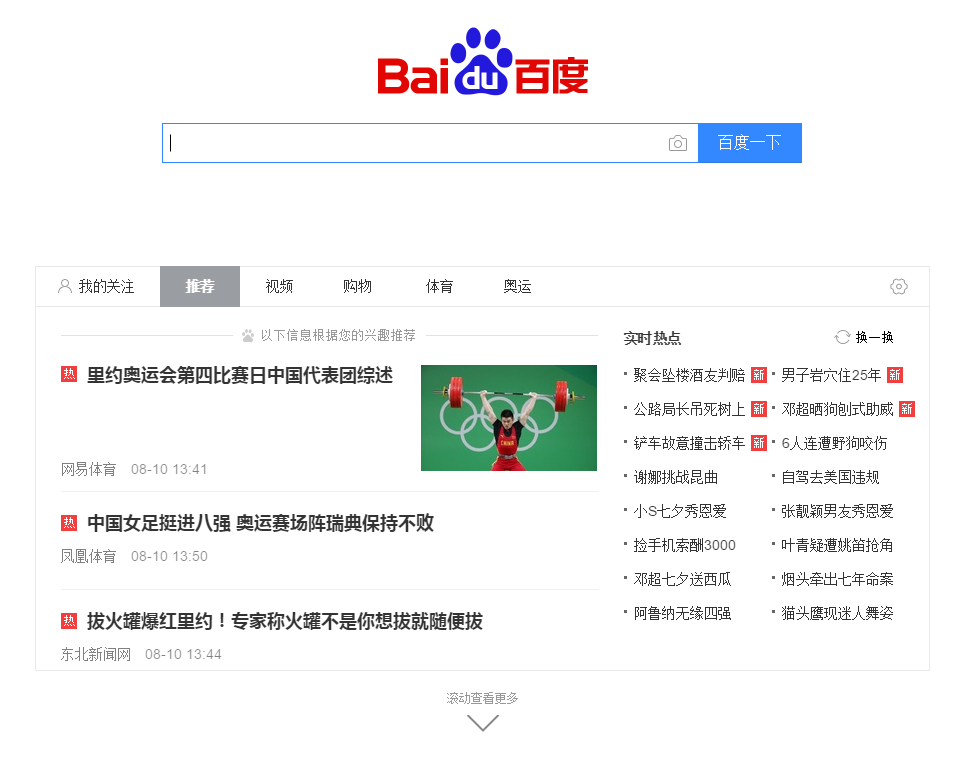 Bai du 百度
百度一下
我的关注 推荐 视频 购物 体育 奥运
以下信息根据您的兴趣推荐
热 里约奥运会第四比赛日中国代表团综述
网易体育 08-10 13:41
热 中国女足挺进八强 奥运赛场阵瑞典保持不败
凤凰体育 08-10 13:50
热 拔火罐爆红里约！专家称火罐不是你想拔就随便拔
东北新闻网 08-10 13:44
实时热点 换一换
聚会坠楼酒友判赔 新 男子岩穴住25年 新
公路局长吊死树上 新 邓超晒狗刨式助威 新
铲车故意撞击轿车 新 6人连遭野狗咬伤
谢娜挑战昆曲 自驾去美国违规
小S七夕秀恩爱 张靓颖男友秀恩爱
捡手机索酬3000 叶青疑遭姚笛抢角
邓超七夕送西瓜 烟头牵出七年命案
阿鲁纳无缘四强 猫头鹰现迷人舞姿
滚动查看更多